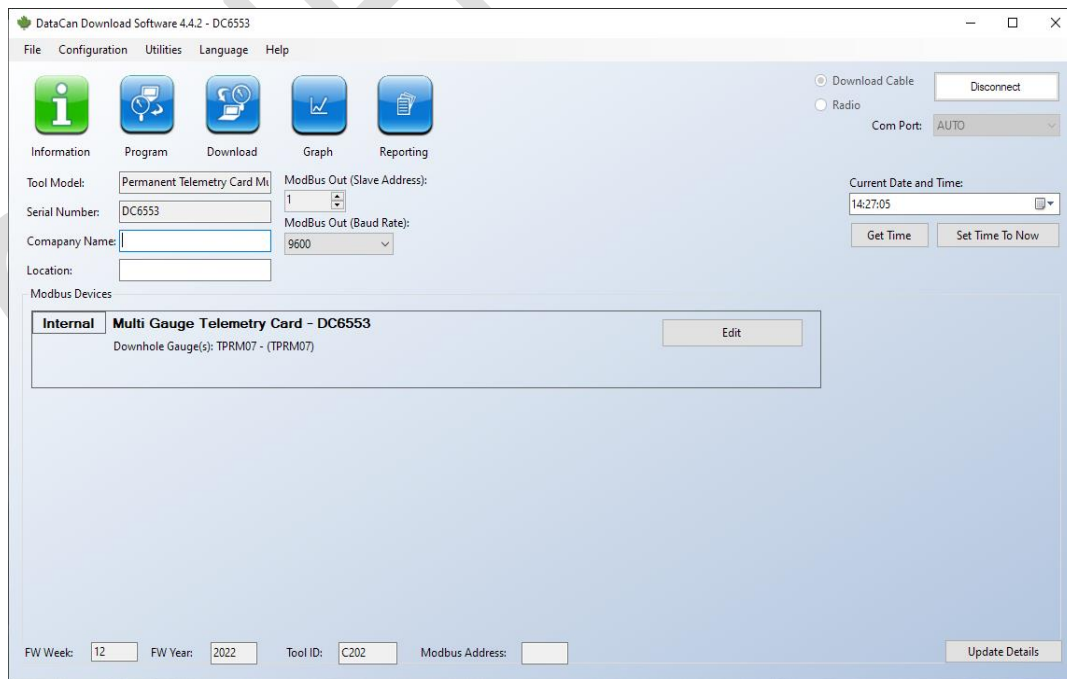 DataCan Download Software 4.4.2 - DC6553
File Configuration Utilities Language Help
Information Program Download Graph Reporting
Download Cable
Radio
Disconnect
Com Port: AUTO
Tool Model: Permanent Telemetry Card Mu
Serial Number: DC6553
Comapany Name:
Location:
ModBus Out (Slave Address):
1
ModBus Out (Baud Rate):
9600
Current Date and Time:
14:27:05
Get Time Set Time To Now
Modbus Devices
Internal Multi Gauge Telemetry Card - DC6553
Downhole Gauge(s): TPRM07 - (TPRM07)
Edit
FW Week: 12 FW Year: 2022 Tool ID: C202 Modbus Address: Update Details